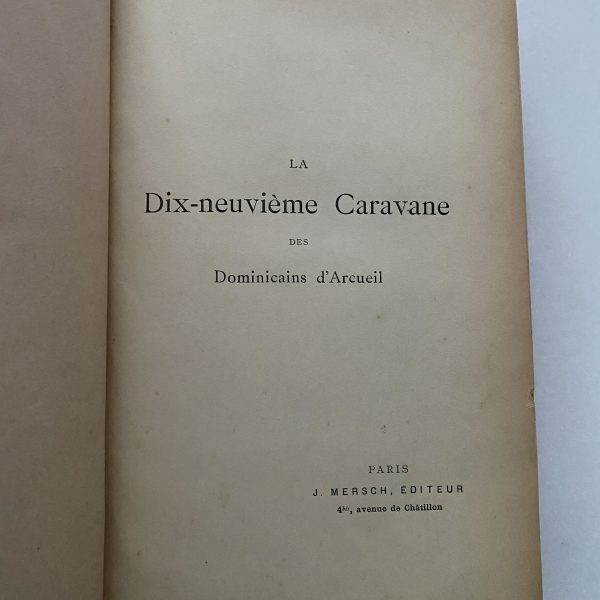 LA
Dix-neuvième Caravane
DES
Dominicains d'Arcueil
PARIS
J. MERSCH, ÉDITEUR
4bis, avenue de Châtillon